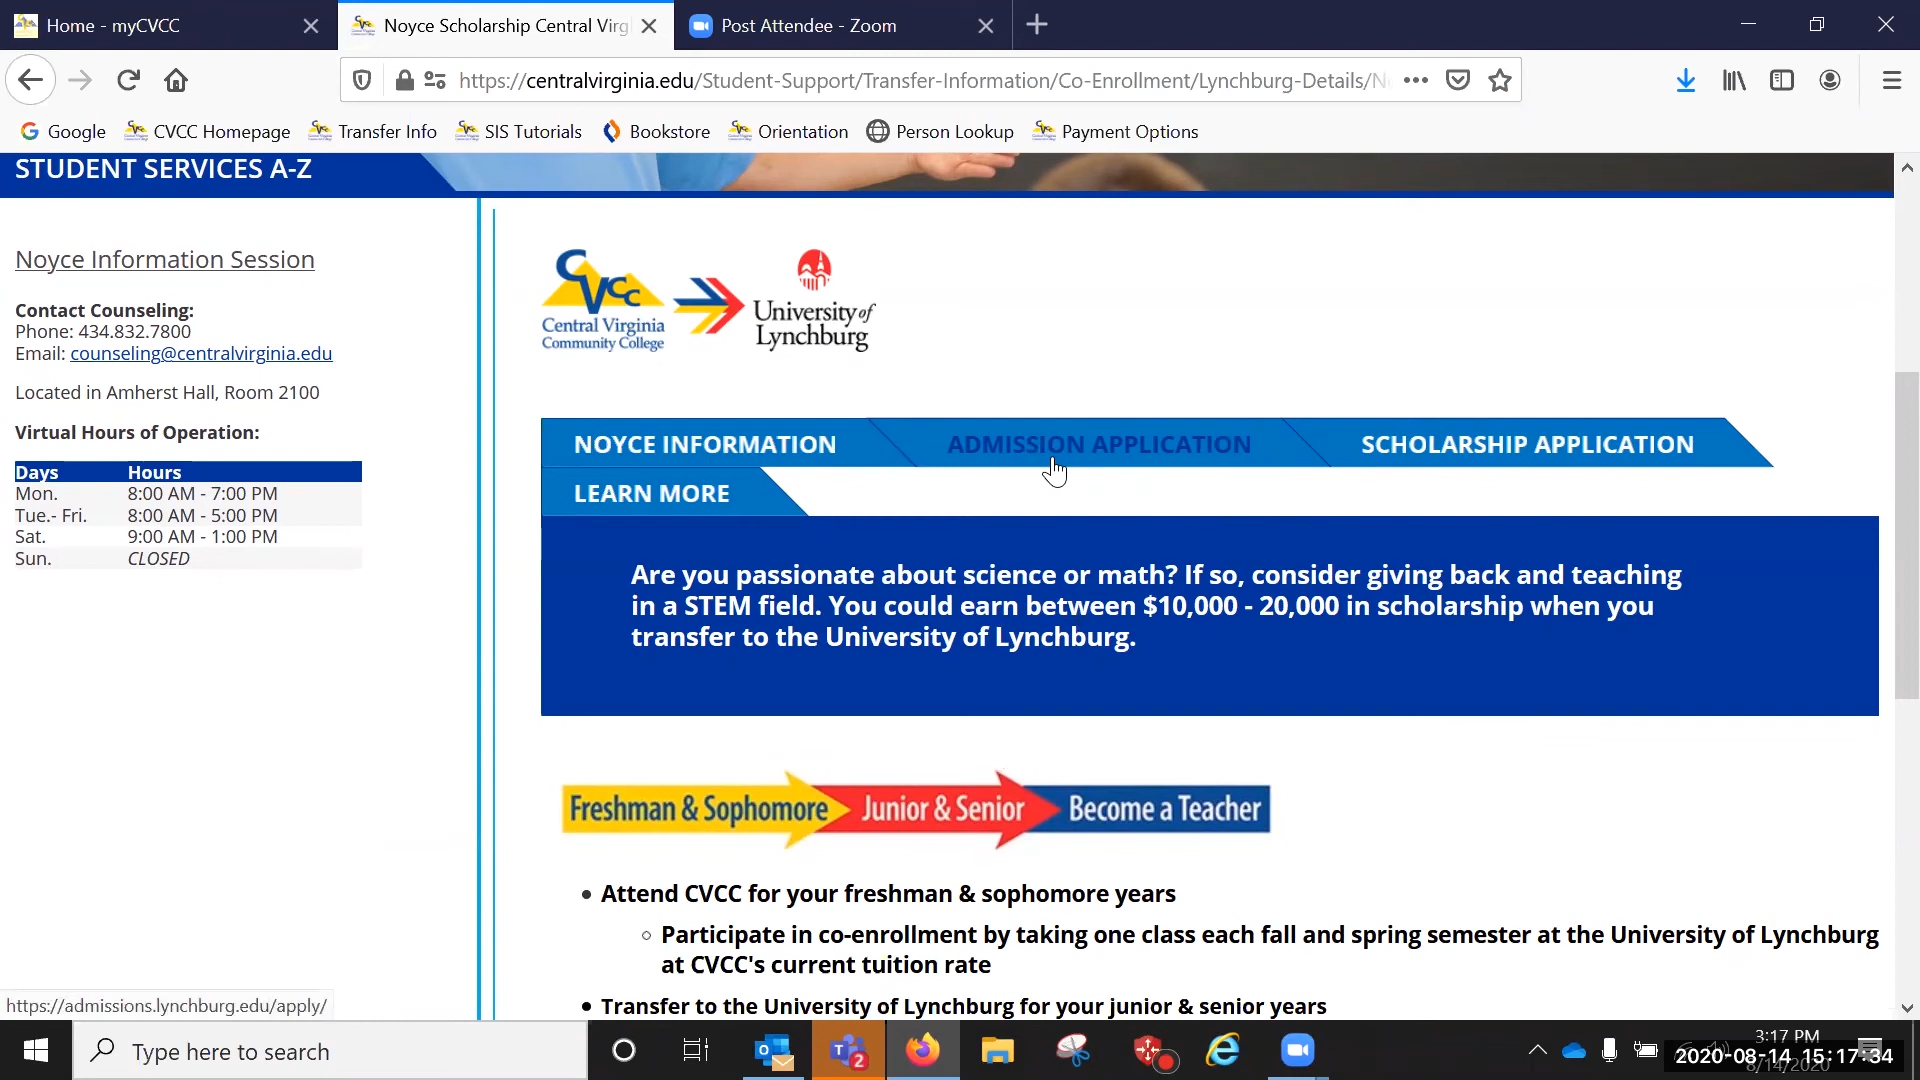 Home - myCVCC
Noyce Scholarship Central Virg
Post Attendee - Zoom
https://centralvirginia.edu/Student-Support/Transfer-Information/Co-Enrollment/Lynchburg-Details/N
Google
CVCC Homepage
Transfer Info
SIS Tutorials
Bookstore
Orientation
Person Lookup
Payment Options
STUDENT SERVICES A-Z
Noyce Information Session
Contact Counseling:
Phone: 434.832.7800
Email: counseling@centralvirginia.edu
Located in Amherst Hall, Room 2100
Virtual Hours of Operation:
Days Hours
Mon. 8:00 AM - 7:00 PM
Tue.- Fri. 8:00 AM - 5:00 PM
Sat. 9:00 AM - 1:00 PM
Sun. CLOSED
CVCC
Central Virginia
Community College
University of
Lynchburg
NOYCE INFORMATION
ADMISSION APPLICATION
SCHOLARSHIP APPLICATION
LEARN MORE
Are you passionate about science or math? If so, consider giving back and teaching
in a STEM field. You could earn between $10,000 - 20,000 in scholarship when you
transfer to the University of Lynchburg.
Freshman & Sophomore
Junior & Senior
Become a Teacher
• Attend CVCC for your freshman & sophomore years
○ Participate in co-enrollment by taking one class each fall and spring semester at the University of Lynchburg
at CVCC's current tuition rate
• Transfer to the University of Lynchburg for your junior & senior years
https://admissions.lynchburg.edu/apply/
Type here to search
2
3:17 PM
2020-08-14 15:17:34
8/14/2020